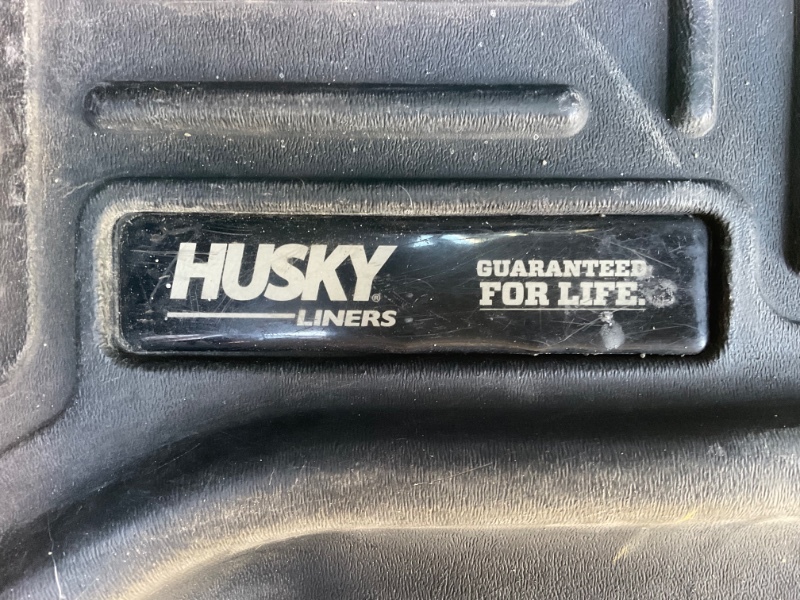 HUSKY®
LINERS
GUARANTEED
FOR LIFE.